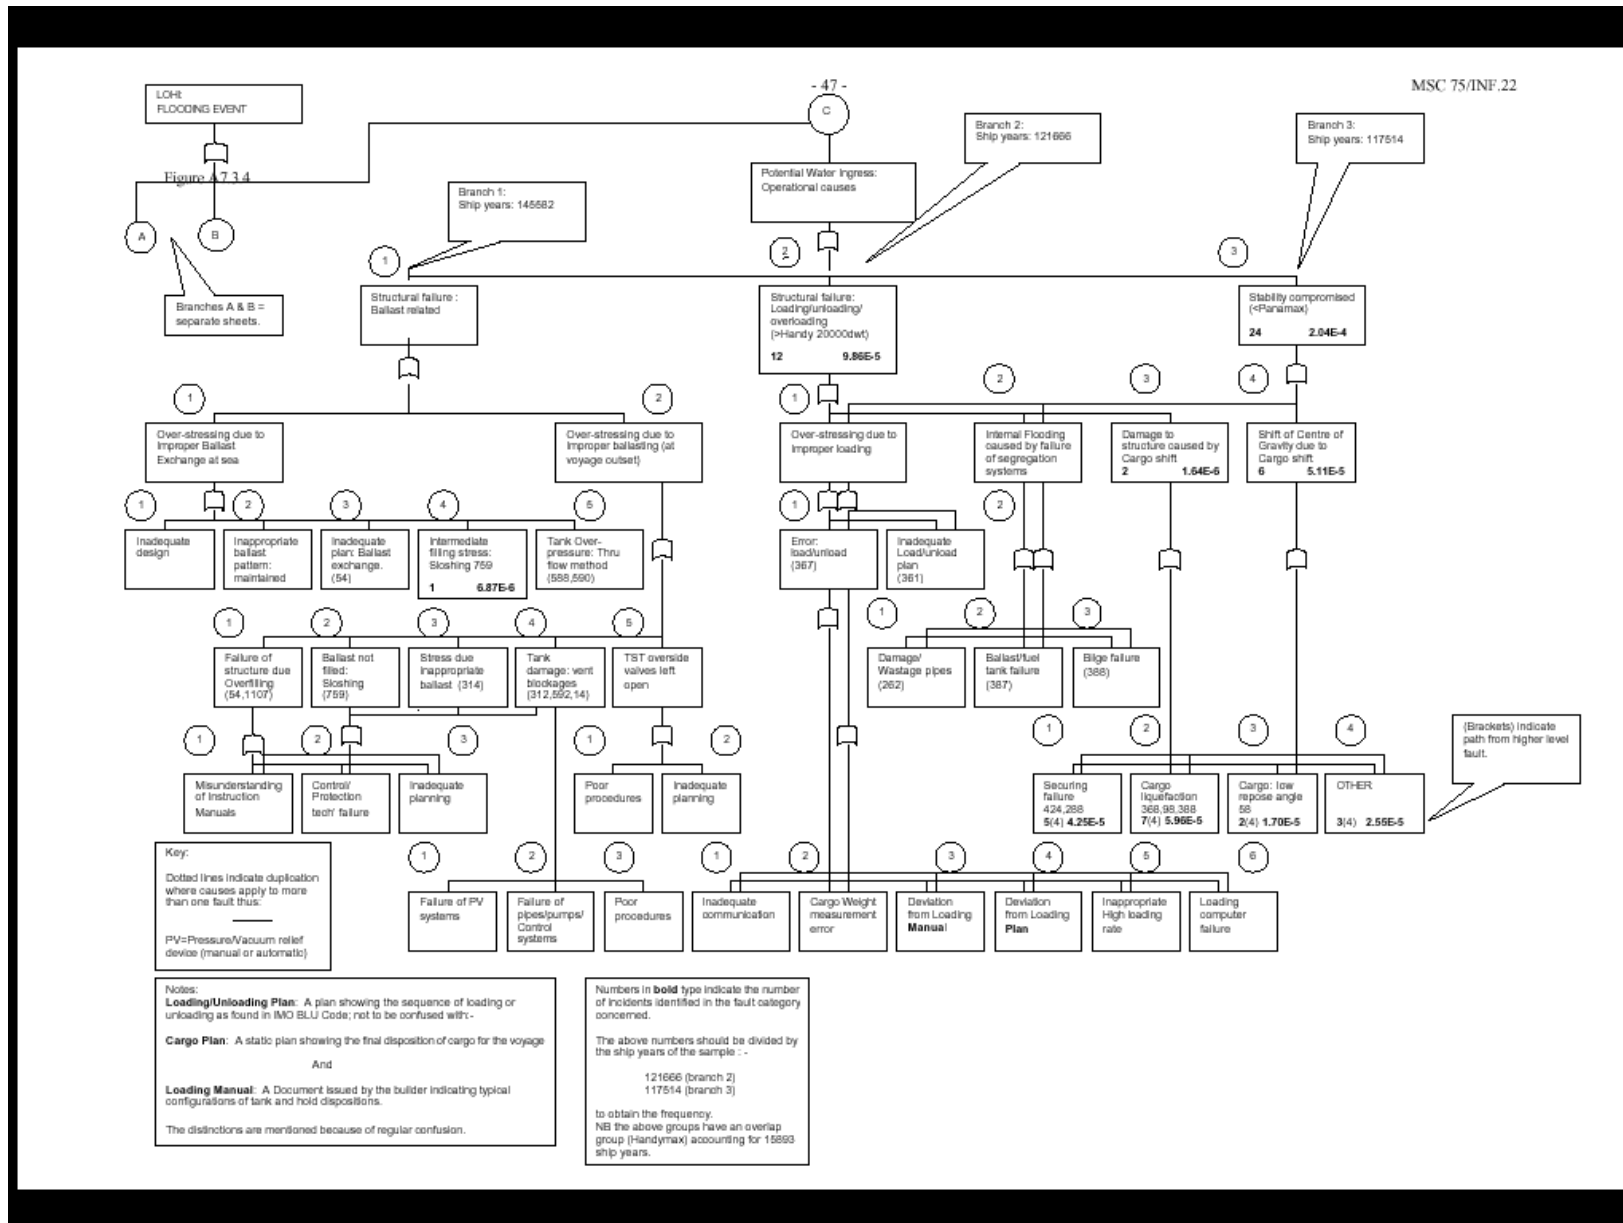 - 47 -
MSC 75/INF.22
LOHI:
FLOODING EVENT
C
Branch 2:
Ship years: 121666
Branch 3:
Ship years: 117514
Figure A7.3.4
Potential Water Ingress:
Operational causes
Branch 1:
Ship years: 145582
A
B
1
2
3
Branches A & B =
separate sheets.
Structural failure :
Ballast related
Structural failure:
Loading/unloading/
overloading
(>Handy 20000dwt)
12 9.86E-5
Stability compromised
(<Panamax)
24 2.04E-4
1
2
1
2
3
4
Over-stressing due to
Improper Ballast
Exchange at sea
Over-stressing due to
Improper ballasting (at
voyage outset)
Over-stressing due to
Improper loading
Internal Flooding
caused by failure
of segregation
systems
Damage to
structure caused by
Cargo shift
2 1.64E-6
Shift of Centre of
Gravity due to
Cargo shift
6 5.11E-5
1
2
3
4
5
1
2
Inadequate
design
Inappropriate
ballast
pattern:
maintained
Inadequate
plan: Ballast
exchange.
(54)
Intermediate
filling stress:
Sloshing 759
1 6.87E-6
Tank Over-
pressure: Thru
flow method
(588,590)
Error:
load/unload
(367)
Inadequate
Load/unload
plan
(361)
1
2
3
4
5
1
2
3
Failure of
structure due
Overfilling
(54,1107)
Ballast not
filled:
Sloshing
(759)
Stress due
Inappropriate
ballast (314)
Tank
damage: vent
blockages
(312,592,14)
TST overside
valves left
open
Damage/
Wastage pipes
(262)
Ballast/fuel
tank failure
(387)
Bilge failure
(388)
1
2
3
1
2
1
2
3
4
(Brackets) indicate
path from higher level
fault.
Misunderstanding
of Instruction
Manuals
Control/
Protection
tech' failure
Inadequate
planning
Poor
procedures
Inadequate
planning
Securing
failure
424,288
5(4) 4.25E-5
Cargo
liquefaction
368,98,388
7(4) 5.96E-5
Cargo: low
repose angle
58
2(4) 1.70E-5
OTHER
3(4) 2.55E-5
Key:
Dotted lines indicate duplication
where causes apply to more
than one fault thus:
PV=Pressure/Vacuum relief
device (manual or automatic)
1
2
3
1
2
3
4
5
6
Failure of PV
systems
Failure of
pipes/pumps/
Control
systems
Poor
procedures
Inadequate
communication
Cargo Weight
measurement
error
Deviation
from Loading
Manual
Deviation
from Loading
Plan
Inappropriate
High loading
rate
Loading
computer
failure
Notes:
Loading/Unloading Plan: A plan showing the sequence of loading or
unloading as found in IMO BLU Code; not to be confused with:-
Cargo Plan: A static plan showing the final disposition of cargo for the voyage
And
Loading Manual: A Document issued by the builder indicating typical
configurations of tank and hold dispositions.
The distinctions are mentioned because of regular confusion.
Numbers in bold type indicate the number
of incidents identified in the fault category
concerned.
The above numbers should be divided by
the ship years of the sample : -
121666 (branch 2)
117514 (branch 3)
to obtain the frequency.
NB the above groups have an overlap
group (Handymax) accounting for 15893
ship years.